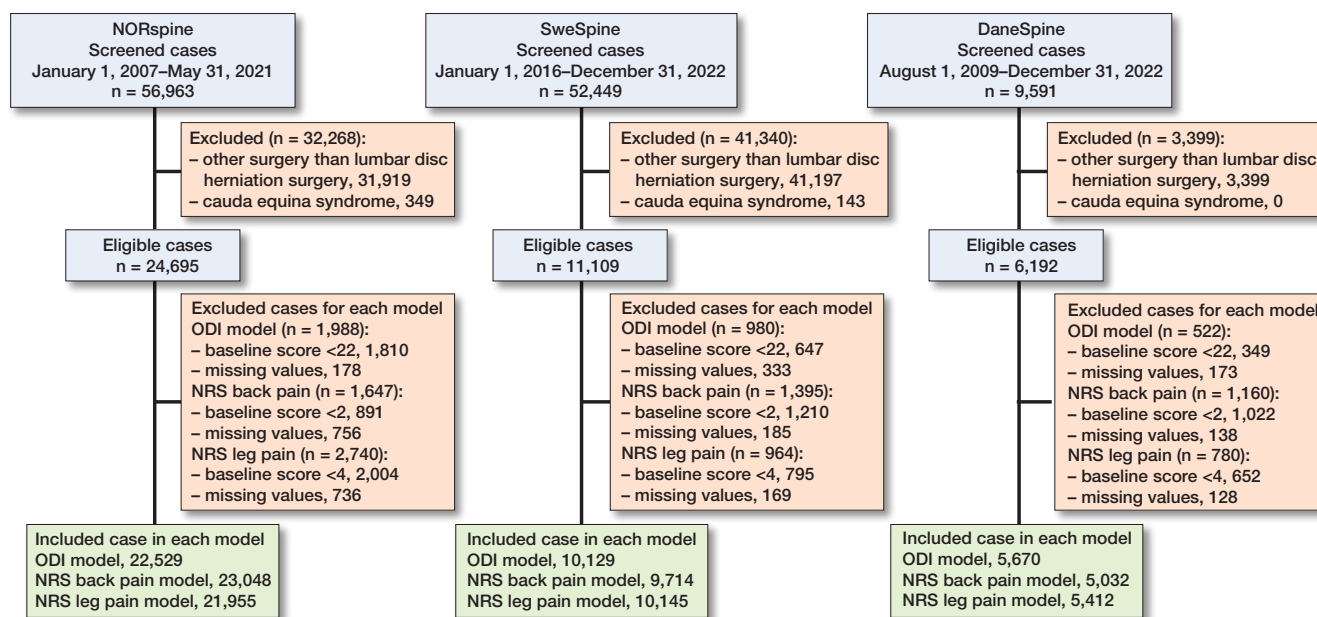 NORspine
Screened cases
January 1, 2007–May 31, 2021
n = 56,963
Excluded (n = 32,268):
– other surgery than lumbar disc
herniation surgery, 31,919
– cauda equina syndrome, 349
Eligible cases
n = 24,695
Excluded cases for each model
ODI model (n = 1,988):
– baseline score <22, 1,810
– missing values, 178
NRS back pain (n = 1,647):
– baseline score <2, 891
– missing values, 756
NRS leg pain (n = 2,740):
– baseline score <4, 2,004
– missing values, 736
Included case in each model
ODI model, 22,529
NRS back pain model, 23,048
NRS leg pain model, 21,955
SweSpine
Screened cases
January 1, 2016–December 31, 2022
n = 52,449
Excluded (n = 41,340):
– other surgery than lumbar disc
herniation surgery, 41,197
– cauda equina syndrome, 143
Eligible cases
n = 11,109
Excluded cases for each model
ODI model (n = 980):
– baseline score <22, 647
– missing values, 333
NRS back pain (n = 1,395):
– baseline score <2, 1,210
– missing values, 185
NRS leg pain (n = 964):
– baseline score <4, 795
– missing values, 169
Included case in each model
ODI model, 10,129
NRS back pain model, 9,714
NRS leg pain model, 10,145
DaneSpine
Screened cases
August 1, 2009–December 31, 2022
n = 9,591
Excluded (n = 3,399):
– other surgery than lumbar disc
herniation surgery, 3,399
– cauda equina syndrome, 0
Eligible cases
n = 6,192
Excluded cases for each model
ODI model (n = 522):
– baseline score <22, 349
– missing values, 173
NRS back pain (n = 1,160):
– baseline score <2, 1,022
– missing values, 138
NRS leg pain (n = 780):
– baseline score <4, 652
– missing values, 128
Included case in each model
ODI model, 5,670
NRS back pain model, 5,032
NRS leg pain model, 5,412